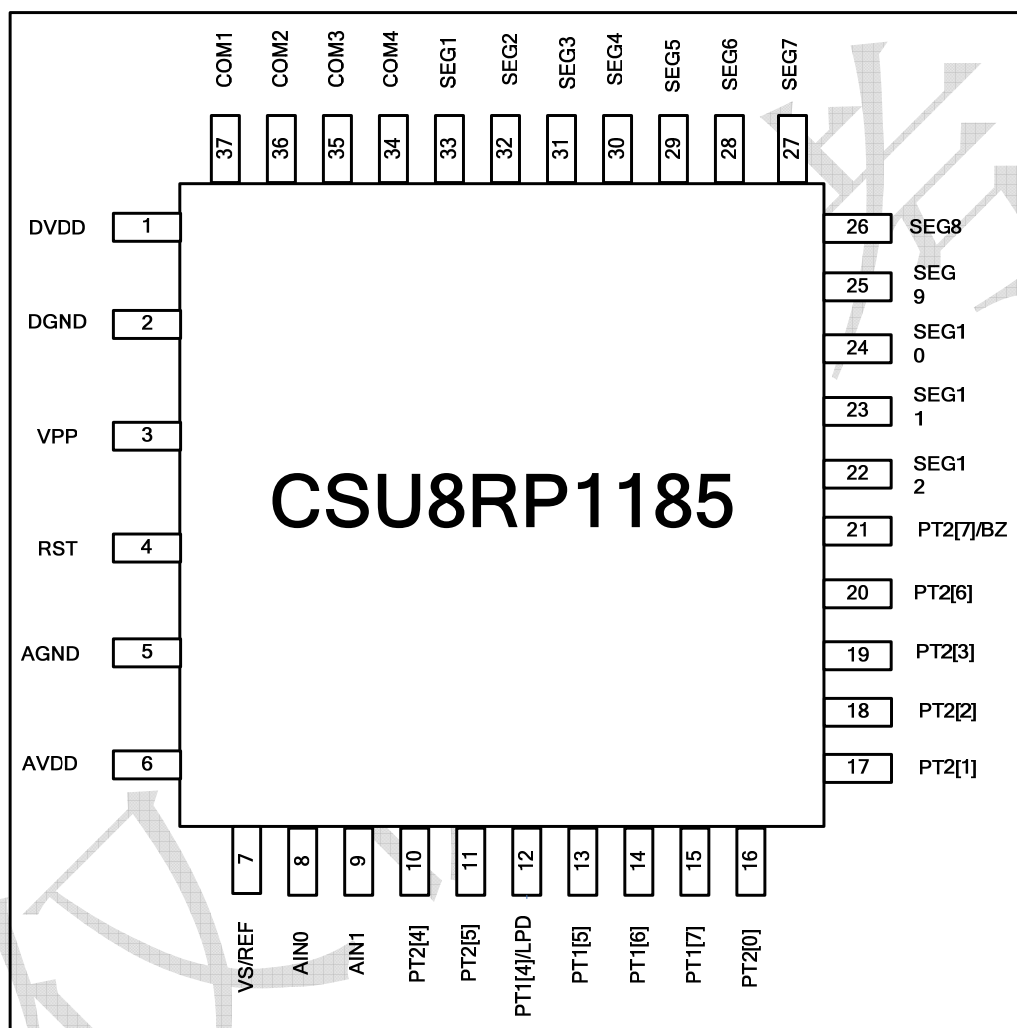 COM1
COM2
COM3
COM4
SEG1
SEG2
SEG3
SEG4
SEG5
SEG6
SEG7
37
36
35
34
33
32
31
30
29
28
27
DVDD 1
DGND 2
VPP 3
RST 4
AGND 5
AVDD 6
CSU8RP1185
26 SEG8
25 SEG
9
24 SEG1
0
23 SEG1
1
22 SEG1
2
21 PT2[7]/BZ
20 PT2[6]
19 PT2[3]
18 PT2[2]
17 PT2[1]
7
8
9
10
11
12
13
14
15
16
VS/REF
AIN0
AIN1
PT2[4]
PT2[5]
PT1[4]/LPD
PT1[5]
PT1[6]
PT1[7]
PT2[0]